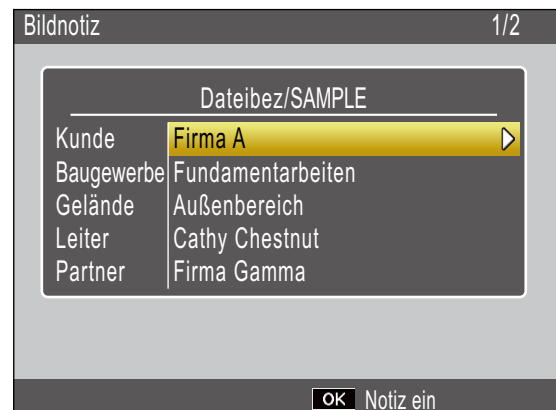 Bildnotiz 1/2
Dateibez/SAMPLE
Kunde Firma A
Baugewerbe Fundamentarbeiten
Gelände Außenbereich
Leiter Cathy Chestnut
Partner Firma Gamma
OK Notiz ein